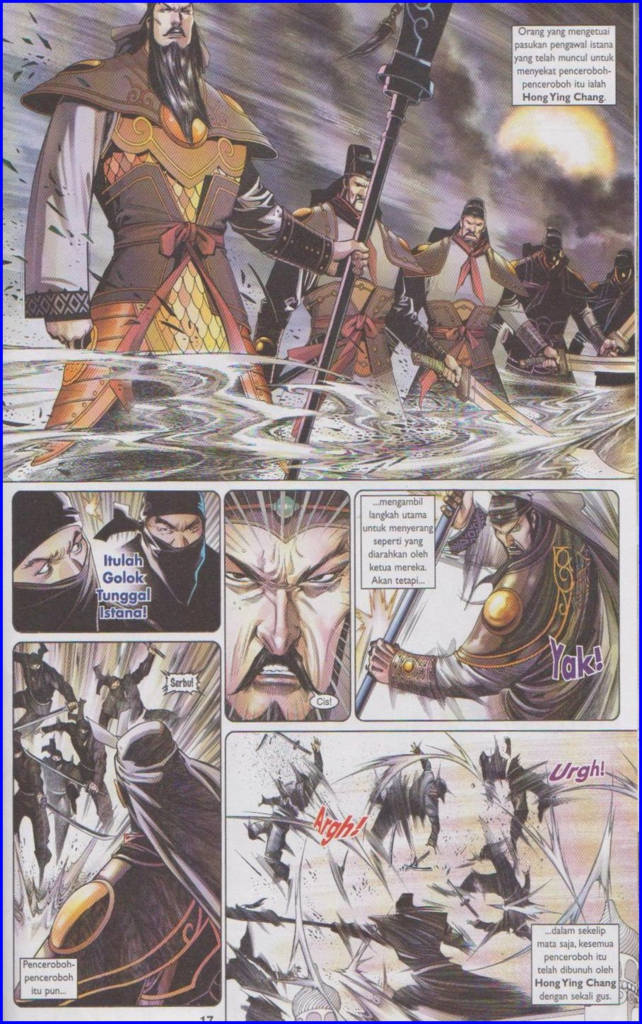 Orang yang mengetuai
pasukan pengawal istana
yang telah muncul untuk
menyekat penceroboh-
penceroboh itu ialah
Hong Ying Chang.
Itulah
Golok
Tunggal
Istana!
Cis!
...mengambil
langkah utama
untuk menyerang
seperti yang
diarahkan oleh
ketua mereka.
Akan tetapi...
Yak!
Serbu!
Penceroboh-
penceroboh
itu pun...
Argh!
Urgh!
...dalam sekelip
mata saja, kesemua
penceroboh itu
telah dibunuh oleh
Hong Ying Chang
dengan sekali gus.
17